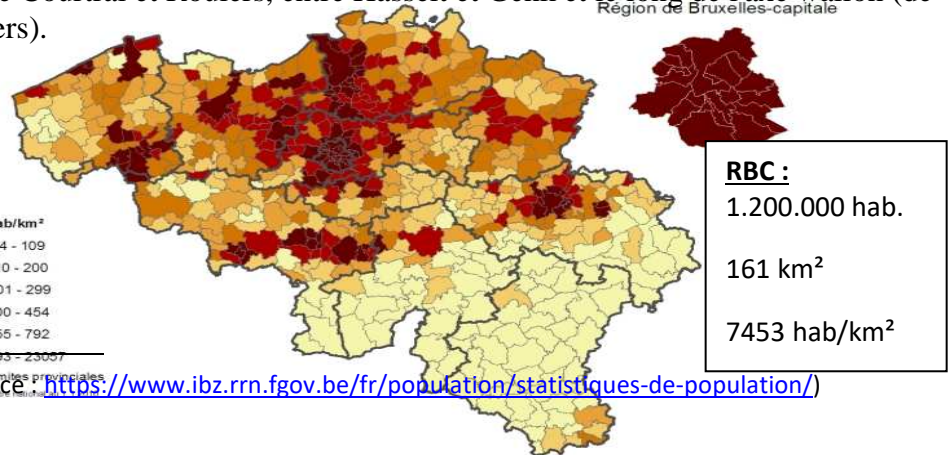 Région de Bruxelles-capitale
ers).
RBC :
1.200.000 hab.
161 km²
7453 hab/km²
ab/km²
4 - 109
0 - 200
01 - 299
00 - 454
55 - 792
93 - 23057
mites provinciales
ce : https://www.ibz.rrn.fgov.be/fr/population/statistiques-de-population/)